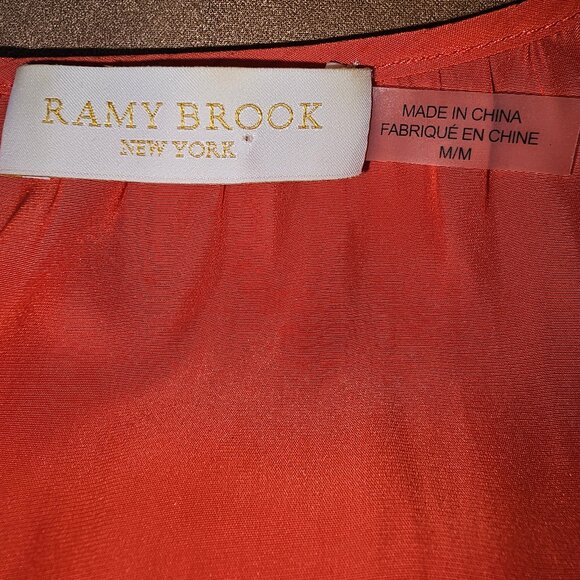 RAMY BROOK
NEW YORK
MADE IN CHINA
FABRIQUÉ EN CHINE
M/M